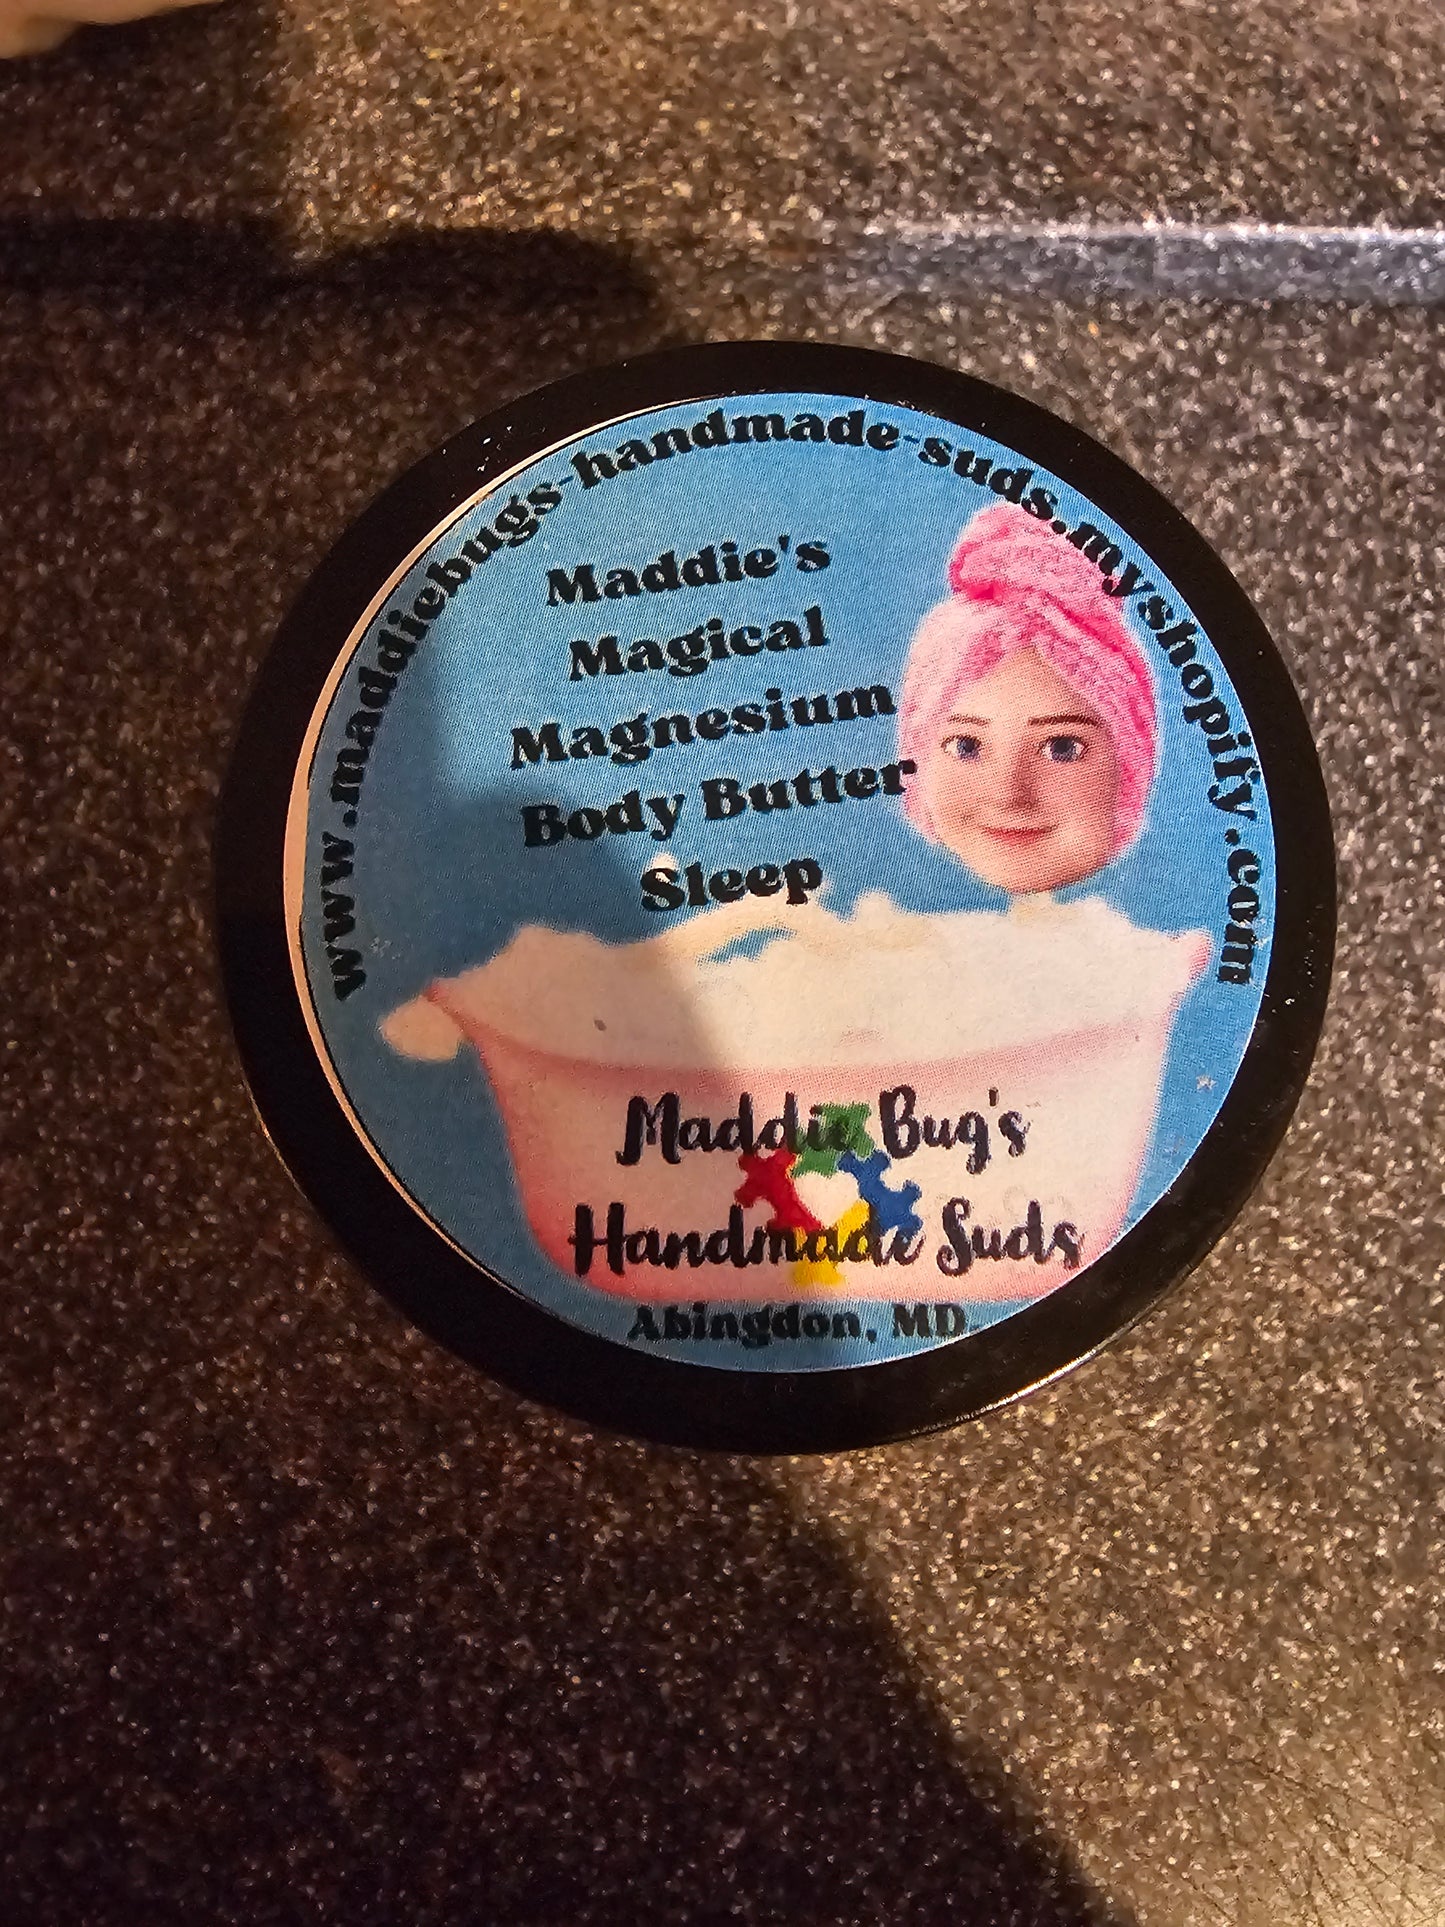 www.maddiebugs-handmade-suds.myshopify.com
Maddie's
Magical
Magnesium
Body Butter
Sleep
Maddie Bug's
Handmade Suds
Abingdon, MD